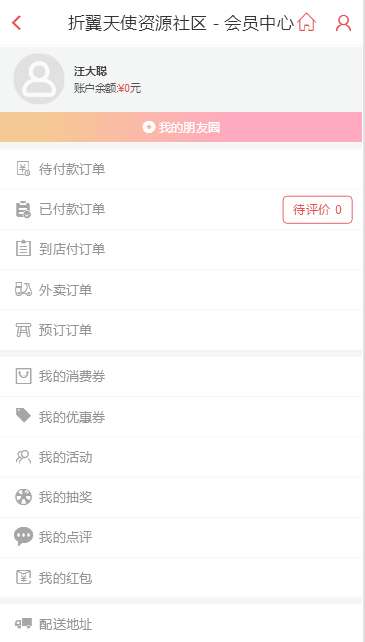 折翼天使资源社区 - 会员中心
汪大聪
账户余额:¥0元
我的朋友圈
待付款订单
已付款订单 待评价 0
到店付订单
外卖订单
预订订单
我的消费券
我的优惠券
我的活动
我的抽奖
我的点评
我的红包
配送地址